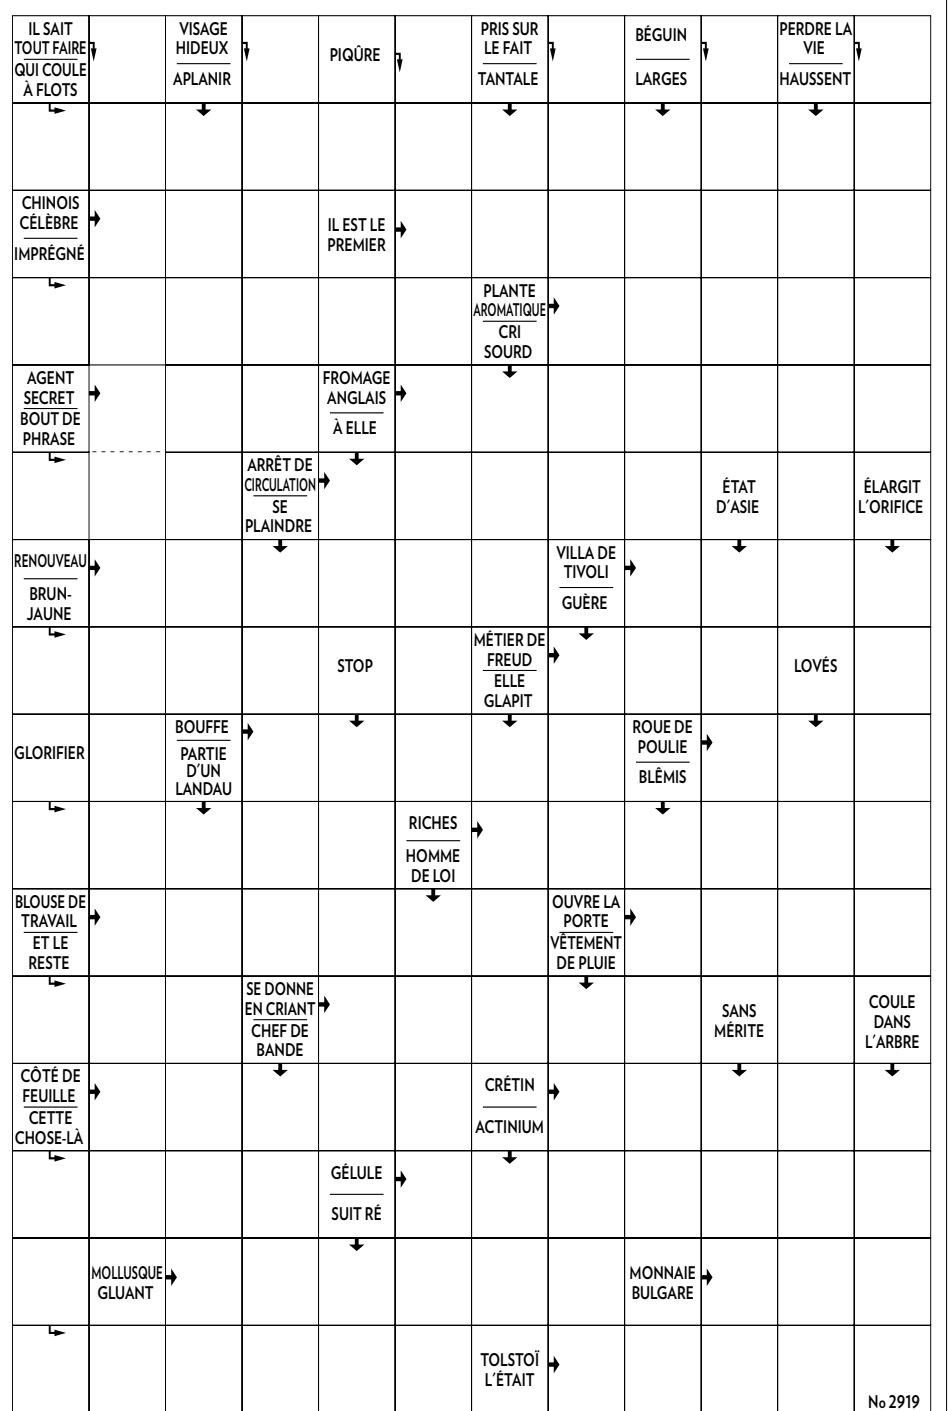 IL SAIT
TOUT FAIRE
QUI COULE
À FLOTS
VISAGE
HIDEUX
APLANIR
PIQÛRE
PRIS SUR
LE FAIT
TANTALE
BÉGUIN
LARGES
PERDRE LA
VIE
HAUSSENT
CHINOIS
CÉLÈBRE
IMPRÉGNÉ
IL EST LE
PREMIER
PLANTE
AROMATIQUE
CRI
SOURD
AGENT
SECRET
BOUT DE
PHRASE
FROMAGE
ANGLAIS
À ELLE
ARRÊT DE
CIRCULATION
SE
PLAINDRE
ÉTAT
D'ASIE
ÉLARGIT
L'ORIFICE
RENOUVEAU
BRUN-
JAUNE
VILLA DE
TIVOLI
GUÈRE
STOP
MÉTIER DE
FREUD
ELLE
GLAPIT
LOVÉS
GLORIFIER
BOUFFE
PARTIE
D'UN
LANDAU
ROUE DE
POULIE
BLÊMIS
RICHES
HOMME
DE LOI
BLOUSE DE
TRAVAIL
ET LE
RESTE
OUVRE LA
PORTE
VÊTEMENT
DE PLUIE
SE DONNE
EN CRIANT
CHEF DE
BANDE
SANS
MÉRITE
COULE
DANS
L'ARBRE
CÔTÉ DE
FEUILLE
CETTE
CHOSE-LÀ
CRÉTIN
ACTINIUM
GÉLULE
SUIT RÉ
MOLLUSQUE
GLUANT
MONNAIE
BULGARE
TOLSTOÏ
L'ÉTAIT
No 2919